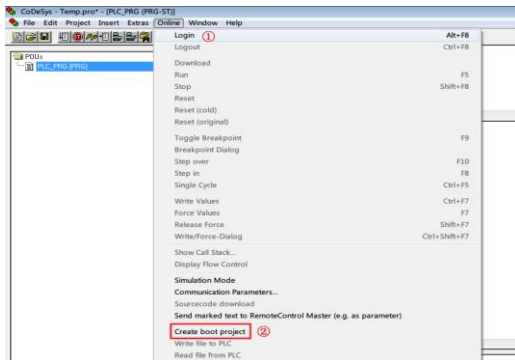 CoDeSys - Temp.pro* - [PLC_PRG (PRG-ST)]
File Edit Project Insert Extras Online Window Help
POUs
PLC_PRG (PRG)
Login ① Alt+F8
Logout Ctrl+F8
Download
Run F5
Stop Shift+F8
Reset
Reset (cold)
Reset (original)
Toggle Breakpoint F9
Breakpoint Dialog
Step over F10
Step in F8
Single Cycle Ctrl+F5
Write Values Ctrl+F7
Force Values F7
Release Force Shift+F7
Write/Force-Dialog Ctrl+Shift+F7
Show Call Stack...
Display Flow Control
Simulation Mode
Communication Parameters...
Sourcecode download
Send marked text to RemoteControl Master (e.g. as parameter)
Create boot project ②
Write file to PLC
Read file from PLC